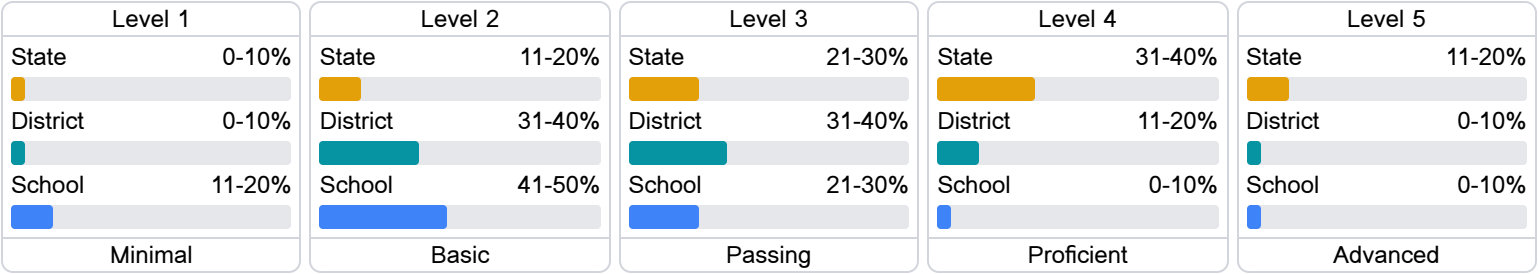 Level 1
State 0-10%
District 0-10%
School 11-20%
Minimal
Level 2
State 11-20%
District 31-40%
School 41-50%
Basic
Level 3
State 21-30%
District 31-40%
School 21-30%
Passing
Level 4
State 31-40%
District 11-20%
School 0-10%
Proficient
Level 5
State 11-20%
District 0-10%
School 0-10%
Advanced